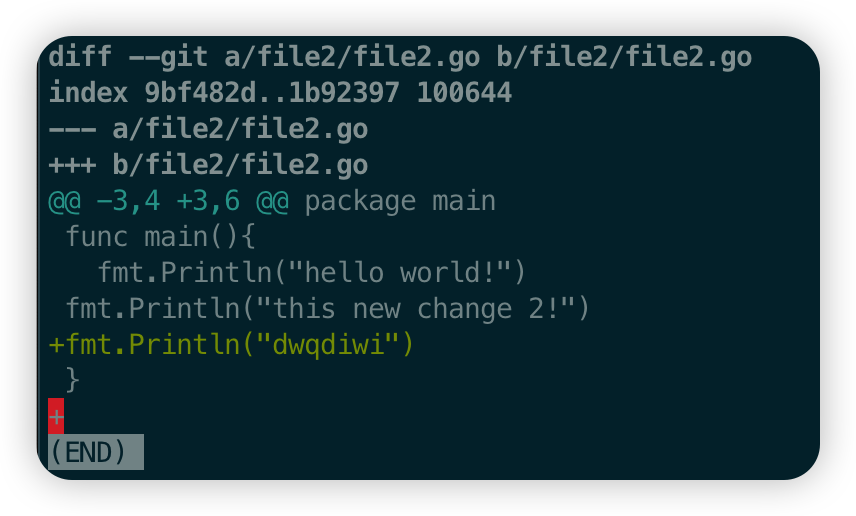 diff --git a/file2/file2.go b/file2/file2.go
index 9bf482d..1b92397 100644
--- a/file2/file2.go
+++ b/file2/file2.go
@@ -3,4 +3,6 @@ package main
 func main(){
   fmt.Println("hello world!")
 fmt.Println("this new change 2!")
+fmt.Println("dwqdiwi")
 }
+
(END)